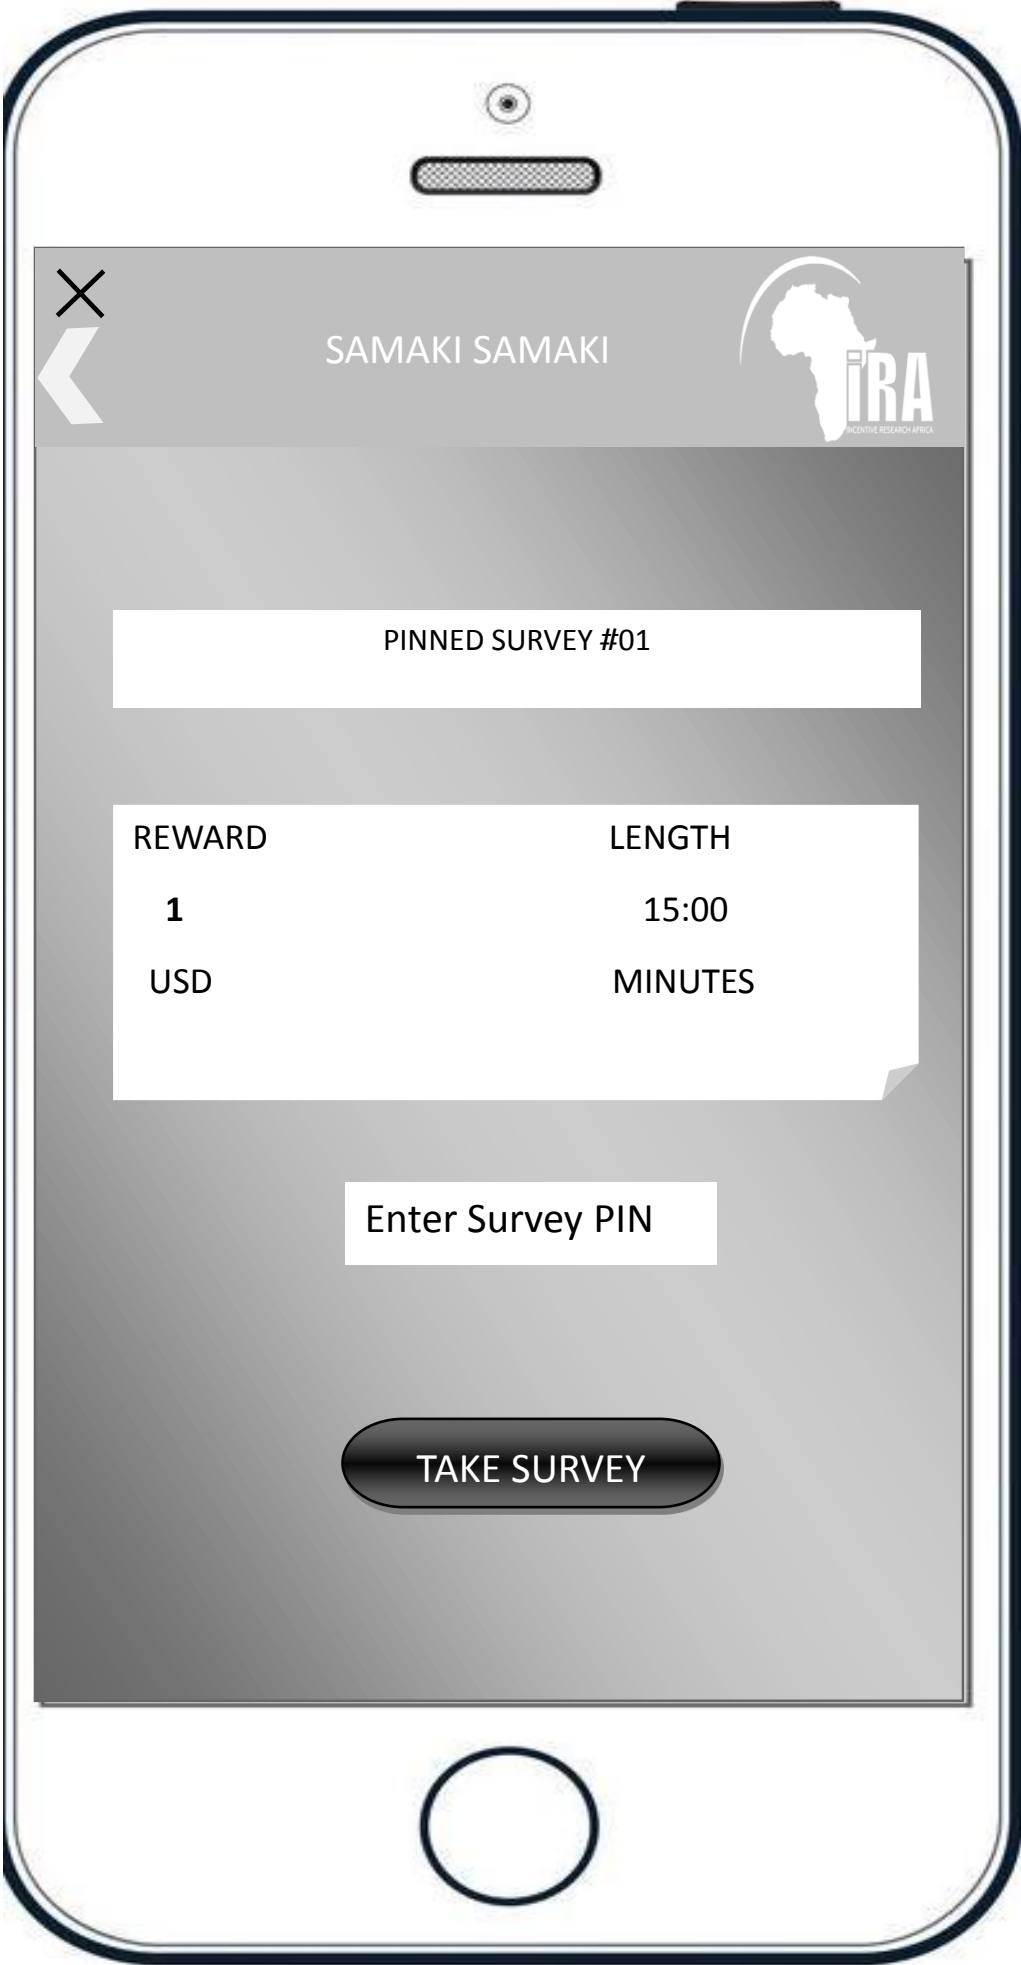 SAMAKI SAMAKI
iRA
INCENTIVE RESEARCH AFRICA
PINNED SURVEY #01
REWARD LENGTH
1 15:00
USD MINUTES
Enter Survey PIN
TAKE SURVEY